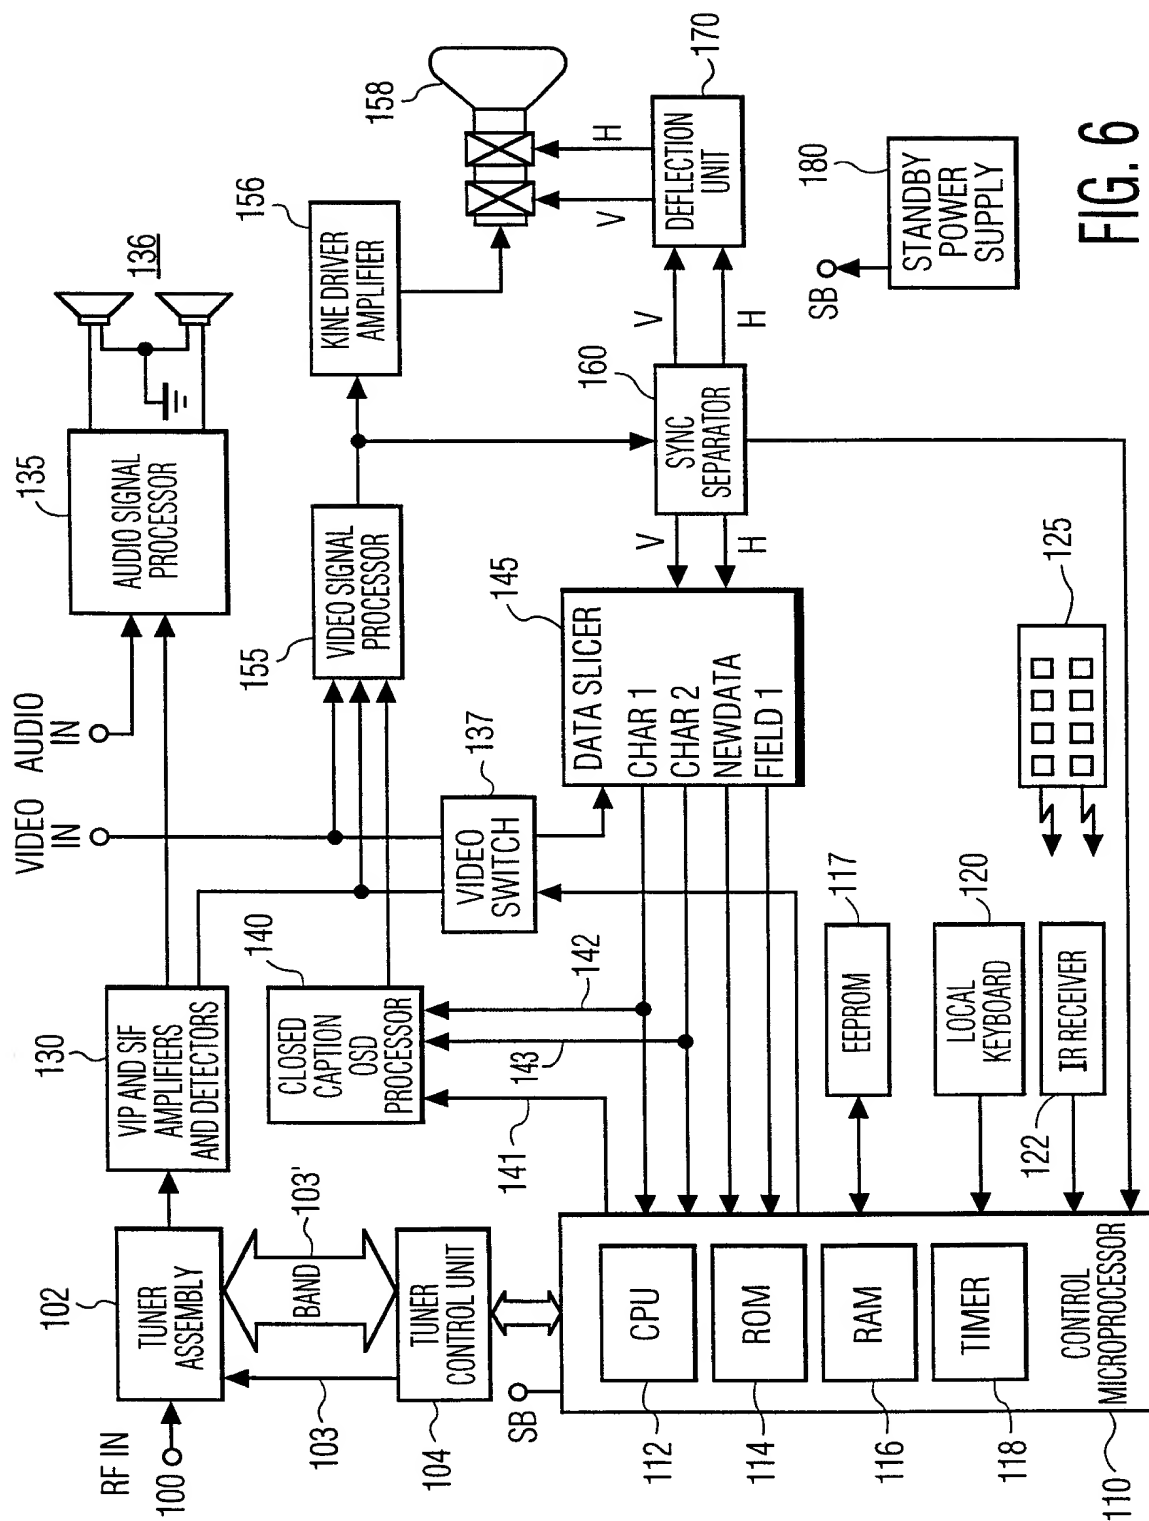 RF IN
100
102
TUNER
ASSEMBLY
103
BAND
103'
104
TUNER
CONTROL UNIT
SB
130
VIP AND SIF
AMPLIFIERS
AND DETECTORS
VIDEO
IN
AUDIO
IN
135
AUDIO SIGNAL
PROCESSOR
136
140
CLOSED
CAPTION
OSD
PROCESSOR
141
143
142
137
VIDEO
SWITCH
155
VIDEO SIGNAL
PROCESSOR
156
KINE DRIVER
AMPLIFIER
158
145
DATA SLICER
CHAR 1
CHAR 2
NEWDATA
FIELD 1
V
H
160
SYNC
SEPARATOR
V
H
V
H
170
DEFLECTION
UNIT
112
CPU
114
ROM
116
RAM
118
TIMER
110
CONTROL
MICROPROCESSOR
117
EEPROM
120
LOCAL
KEYBOARD
122
IR RECEIVER
125
SB
180
STANDBY
POWER
SUPPLY
FIG. 6